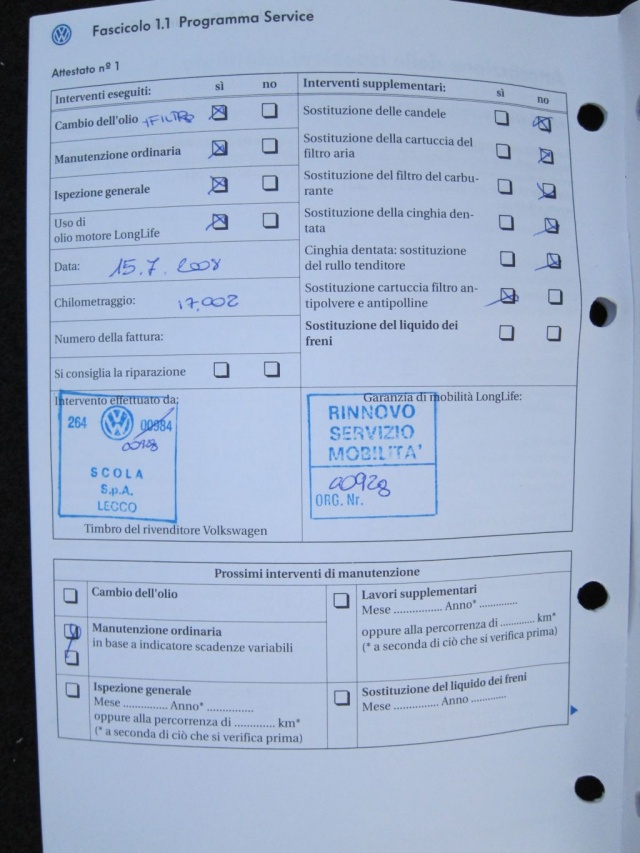 Fascicolo 1.1 Programma Service
Attestato nº 1
Interventi eseguiti: sì no
Cambio dell'olio +FILTRO
Manutenzione ordinaria
Ispezione generale
Uso di
olio motore LongLife
Data: 15.7.2008
Chilometraggio: 17.002
Numero della fattura:
Si consiglia la riparazione
Interventi supplementari: sì no
Sostituzione delle candele
Sostituzione della cartuccia del
filtro aria
Sostituzione del filtro del carbu-
rante
Sostituzione della cinghia den-
tata
Cinghia dentata: sostituzione
del rullo tenditore
Sostituzione cartuccia filtro an-
tipolvere e antipolline
Sostituzione del liquido dei
freni
Intervento effettuato da:
264 00984
00928
SCOLA
S.p.A.
LECCO
Timbro del rivenditore Volkswagen
Garanzia di mobilità LongLife:
RINNOVO
SERVIZIO
MOBILITA'
00928
ORG. Nr.
Prossimi interventi di manutenzione
Cambio dell'olio
Manutenzione ordinaria
in base a indicatore scadenze variabili
Ispezione generale
Mese .............. Anno* ..............
oppure alla percorrenza di ............ km*
(* a seconda di ciò che si verifica prima)
Lavori supplementari
Mese .............. Anno* ..............
oppure alla percorrenza di ............ km*
(* a seconda di ciò che si verifica prima)
Sostituzione del liquido dei freni
Mese .............. Anno ............